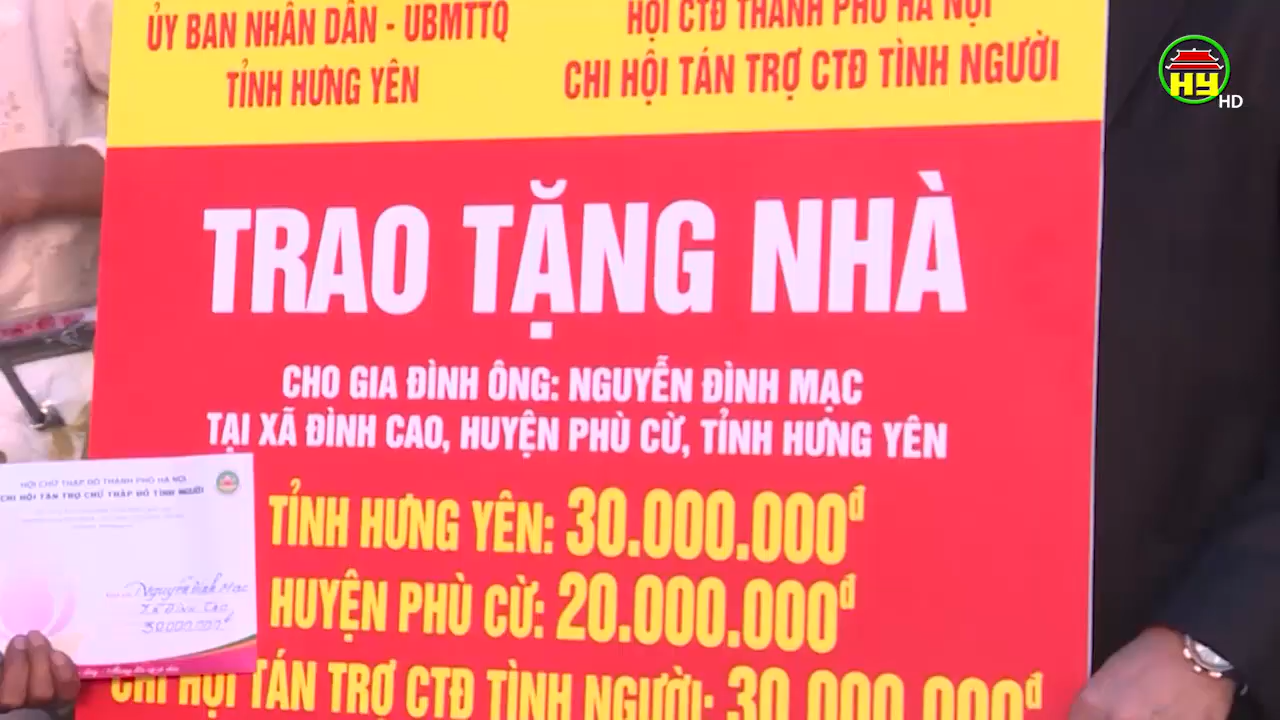 ỦY BAN NHÂN DÂN - UBMTTQ
TỈNH HƯNG YÊN
HỘI CTĐ THÀNH PHỐ HÀ NỘI
CHI HỘI TÁN TRỢ CTĐ TÌNH NGƯỜI
HY HD
TRAO TẶNG NHÀ
CHO GIA ĐÌNH ÔNG: NGUYỄN ĐÌNH MẠC
TẠI XÃ ĐÌNH CAO, HUYỆN PHÙ CỪ, TỈNH HƯNG YÊN
TỈNH HƯNG YÊN: 30.000.000đ
HUYỆN PHÙ CỪ: 20.000.000đ
CHI HỘI TÁN TRỢ CTĐ TÌNH NGƯỜI: 30.000.000đ
HỘI CHỮ THẬP ĐỎ THÀNH PHỐ HÀ NỘI
CHI HỘI TÁN TRỢ CHỮ THẬP ĐỎ TÌNH NGƯỜI
Nguyễn Đình Mạc
Xã Đình Cao
30.000.000đ